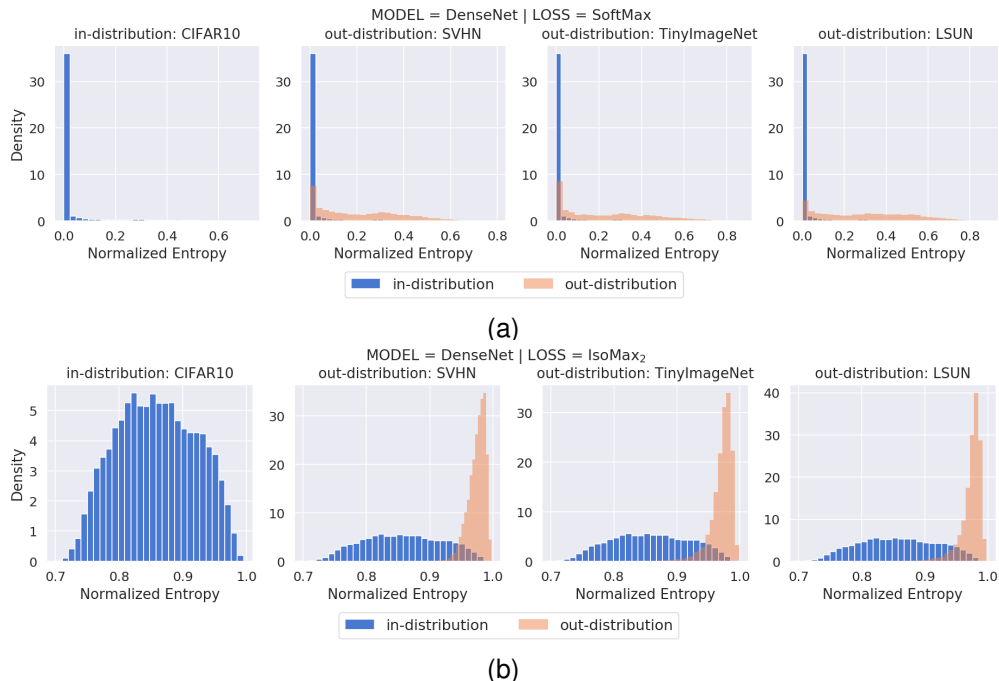 MODEL = DenseNet | LOSS = SoftMax
in-distribution: CIFAR10
out-distribution: SVHN
out-distribution: TinyImageNet
out-distribution: LSUN
Density
30
20
10
0
0.0 0.2 0.4 0.6
Normalized Entropy
30
20
10
0
0.0 0.2 0.4 0.6 0.8
Normalized Entropy
30
20
10
0
0.0 0.2 0.4 0.6 0.8
Normalized Entropy
30
20
10
0
0.0 0.2 0.4 0.6 0.8
Normalized Entropy
in-distribution out-distribution
(a)
MODEL = DenseNet | LOSS = IsoMax₂
in-distribution: CIFAR10
out-distribution: SVHN
out-distribution: TinyImageNet
out-distribution: LSUN
Density
5
4
3
2
1
0
0.7 0.8 0.9 1.0
Normalized Entropy
30
20
10
0
0.7 0.8 0.9 1.0
Normalized Entropy
30
20
10
0
0.7 0.8 0.9 1.0
Normalized Entropy
40
30
20
10
0
0.7 0.8 0.9 1.0
Normalized Entropy
in-distribution out-distribution
(b)